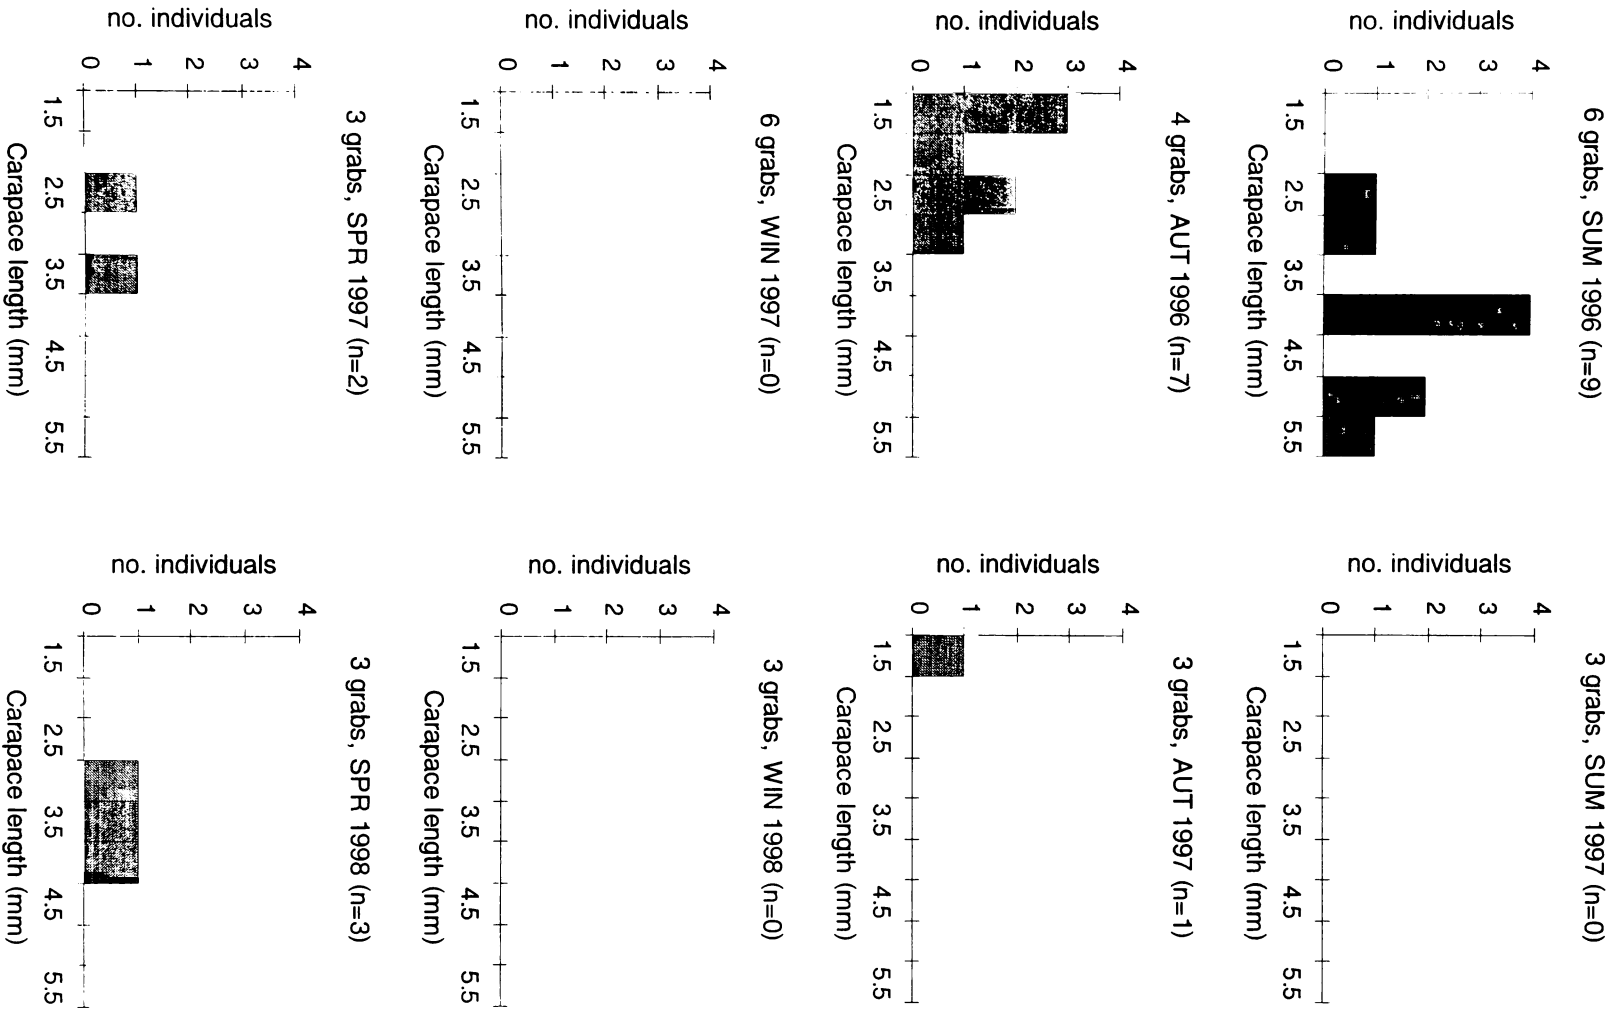 6 grabs, SUM 1996 (n=9)
no. individuals
4
3
2
1
0
1.5 2.5 3.5 4.5 5.5
Carapace length (mm)
4 grabs, AUT 1996 (n=7)
no. individuals
4
3
2
1
0
1.5 2.5 3.5 4.5 5.5
Carapace length (mm)
6 grabs, WIN 1997 (n=0)
no. individuals
4
3
2
1
0
1.5 2.5 3.5 4.5 5.5
Carapace length (mm)
3 grabs, SPR 1997 (n=2)
no. individuals
4
3
2
1
0
1.5 2.5 3.5 4.5 5.5
Carapace length (mm)
3 grabs, SUM 1997 (n=0)
no. individuals
4
3
2
1
0
1.5 2.5 3.5 4.5 5.5
Carapace length (mm)
3 grabs, AUT 1997 (n=1)
no. individuals
4
3
2
1
0
1.5 2.5 3.5 4.5 5.5
Carapace length (mm)
3 grabs, WIN 1998 (n=0)
no. individuals
4
3
2
1
0
1.5 2.5 3.5 4.5 5.5
Carapace length (mm)
3 grabs, SPR 1998 (n=3)
no. individuals
4
3
2
1
0
1.5 2.5 3.5 4.5 5.5
Carapace length (mm)